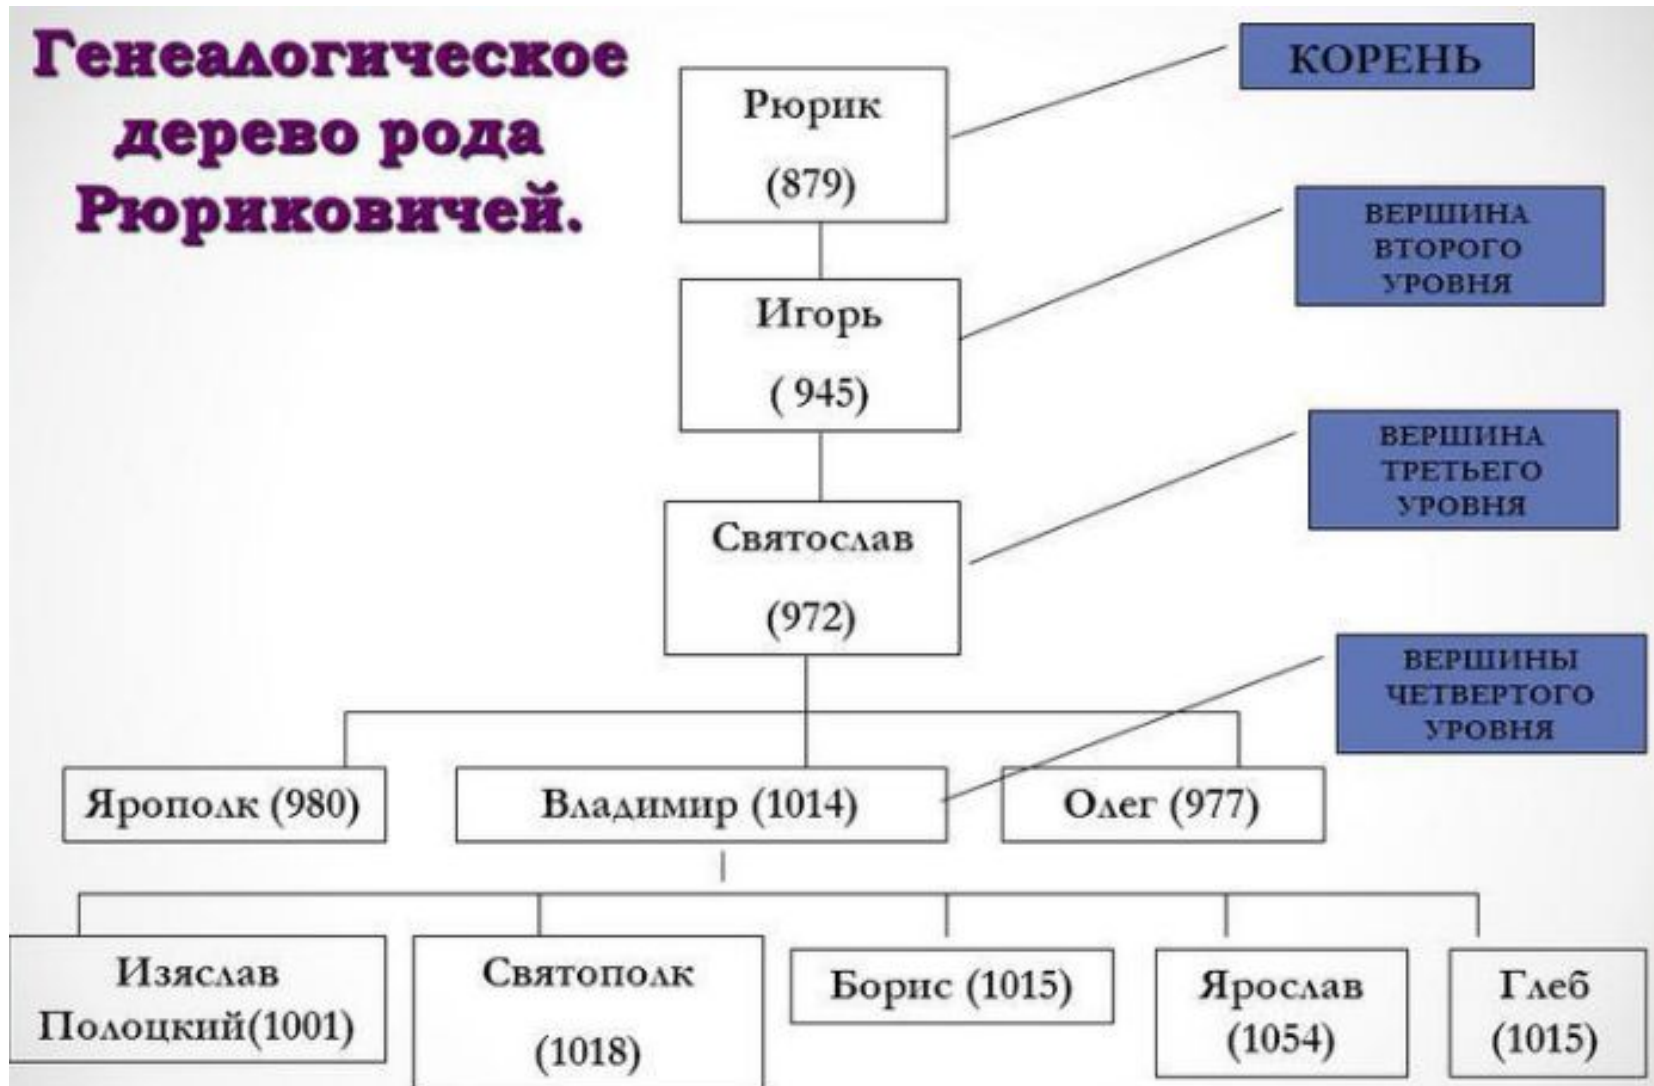 Генеалогическое
дерево рода
Рюриковичей.
Рюрик
(879)
КОРЕНЬ
Игорь
( 945)
ВЕРШИНА
ВТОРОГО
УРОВНЯ
Святослав
(972)
ВЕРШИНА
ТРЕТЬЕГО
УРОВНЯ
ВЕРШИНЫ
ЧЕТВЕРТОГО
УРОВНЯ
Ярополк (980)
Владимир (1014)
Олег (977)
Изяслав
Полоцкий(1001)
Святополк
(1018)
Борис (1015)
Ярослав
(1054)
Глеб
(1015)